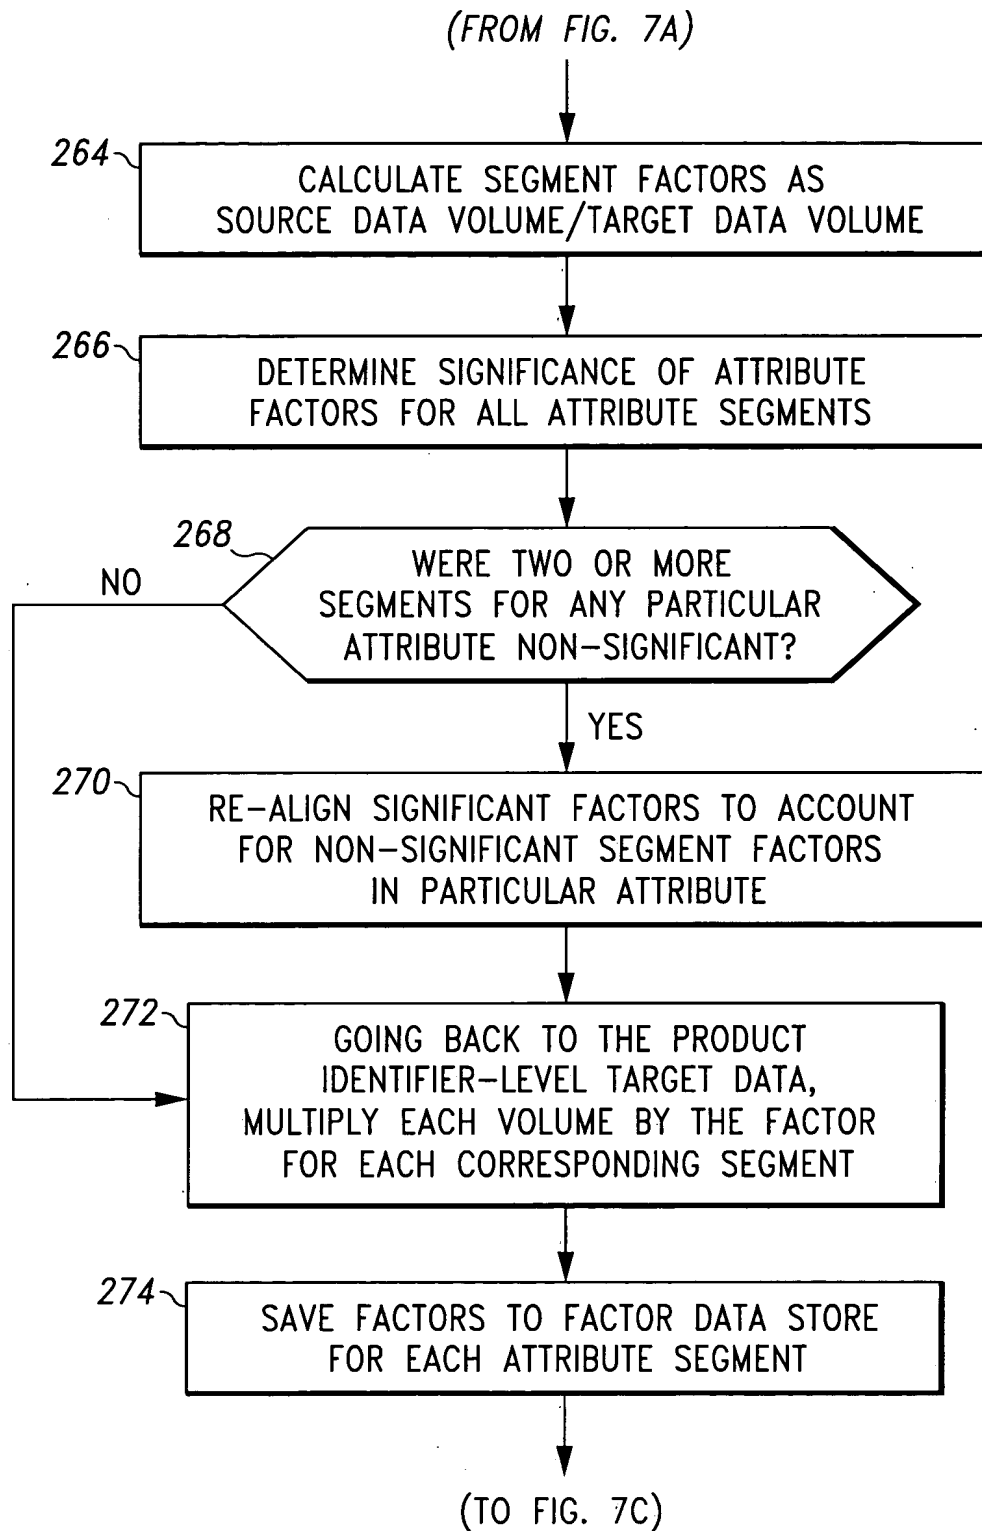 (FROM FIG. 7A)
264
CALCULATE SEGMENT FACTORS AS
SOURCE DATA VOLUME/TARGET DATA VOLUME
266
DETERMINE SIGNIFICANCE OF ATTRIBUTE
FACTORS FOR ALL ATTRIBUTE SEGMENTS
268
NO
WERE TWO OR MORE
SEGMENTS FOR ANY PARTICULAR
ATTRIBUTE NON-SIGNIFICANT?
YES
270
RE-ALIGN SIGNIFICANT FACTORS TO ACCOUNT
FOR NON-SIGNIFICANT SEGMENT FACTORS
IN PARTICULAR ATTRIBUTE
272
GOING BACK TO THE PRODUCT
IDENTIFIER-LEVEL TARGET DATA,
MULTIPLY EACH VOLUME BY THE FACTOR
FOR EACH CORRESPONDING SEGMENT
274
SAVE FACTORS TO FACTOR DATA STORE
FOR EACH ATTRIBUTE SEGMENT
(TO FIG. 7C)